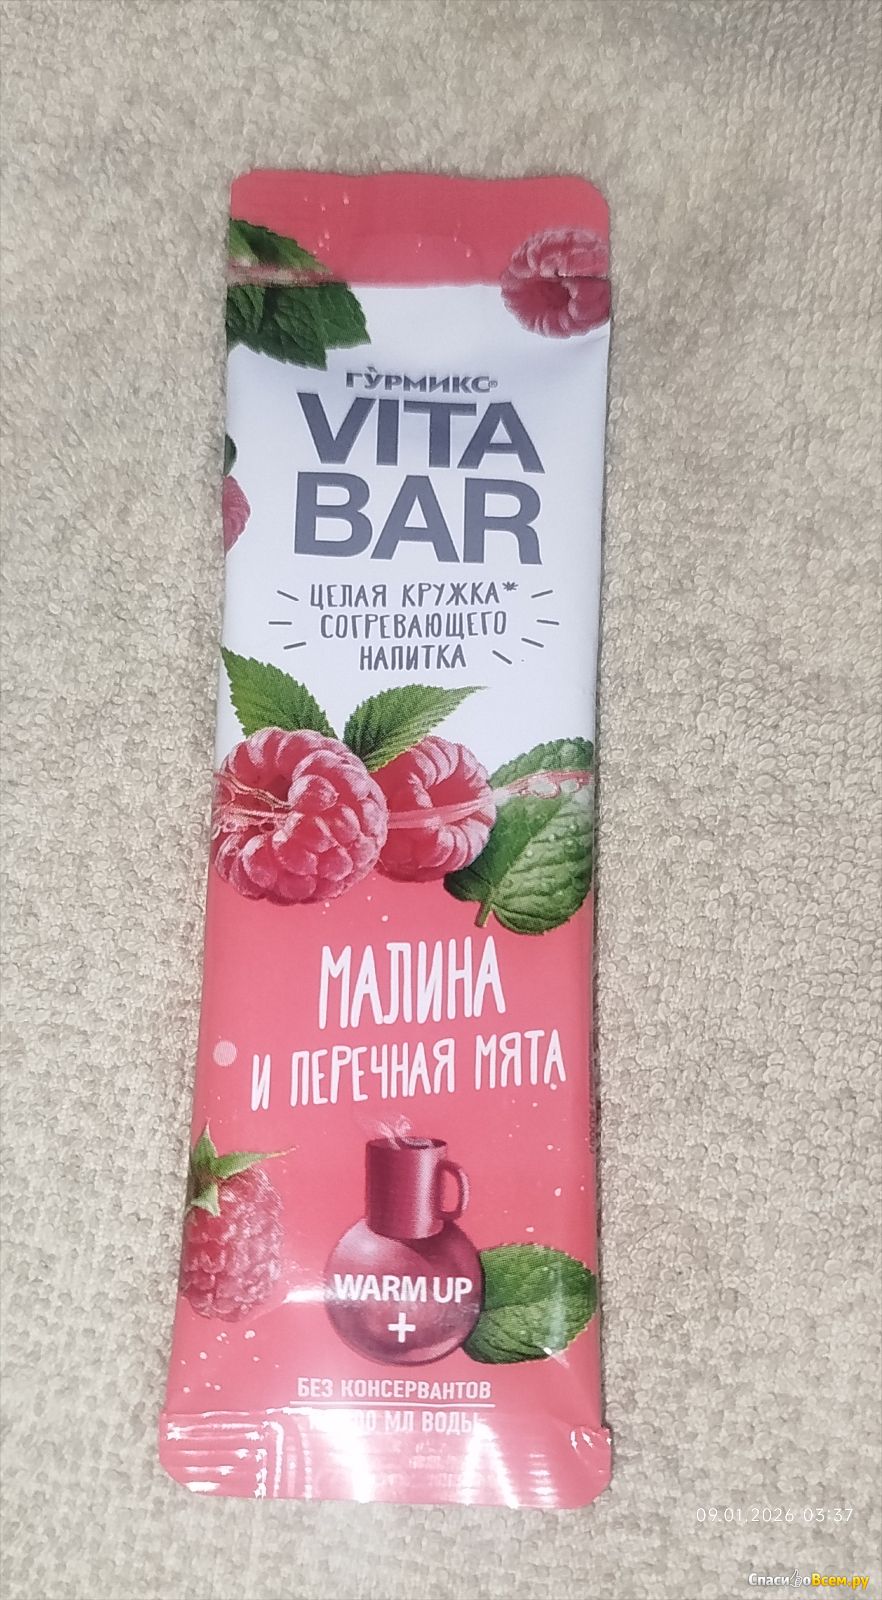 ГУРМИКС®
VITA
BAR
ЦЕЛАЯ КРУЖКА*
СОГРЕВАЮЩЕГО
НАПИТКА
МАЛИНА
И ПЕРЕЧНАЯ МЯТА
WARM UP
+
БЕЗ КОНСЕРВАНТОВ
МЛ ВОДЫ
09.01.2026 03:37
СпасибоВсем.ру